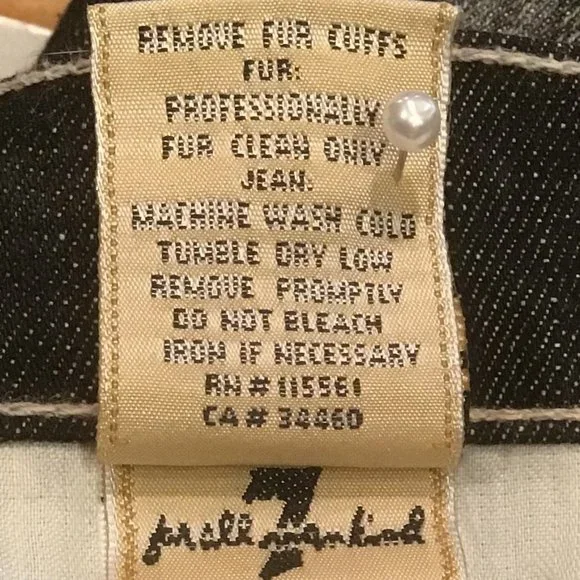 REMOVE FUR CUFFS
FUR:
PROFESSIONALLY
FUR CLEAN ONLY
JEAN:
MACHINE WASH COLD
TUMBLE DRY LOW
REMOVE PROMPTLY
DO NOT BLEACH
IRON IF NECESSARY
RN# 115561
CA# 34460
7
for all mankind